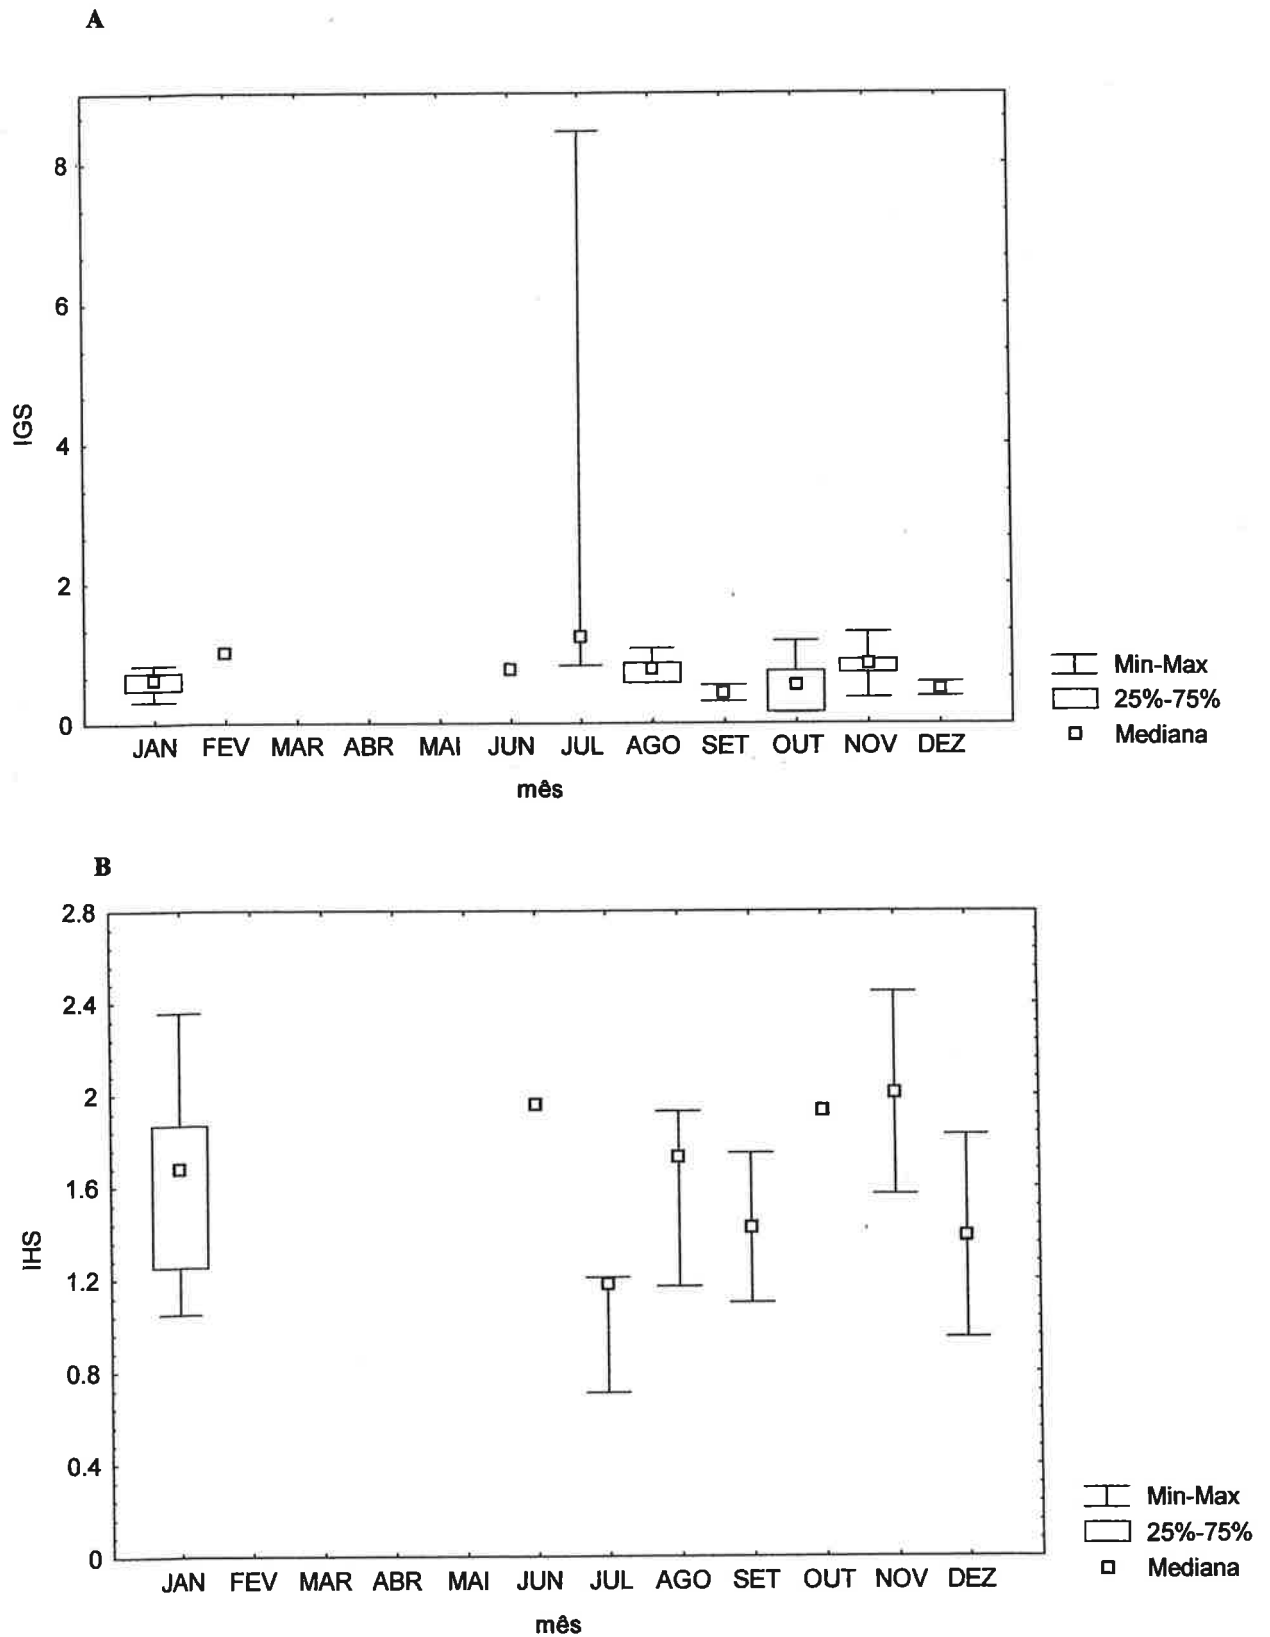 A
8
6
4
2
0
IGS
JAN FEV MAR ABR MAI JUN JUL AGO SET OUT NOV DEZ
mês
Min-Max
25%-75%
Mediana
B
2.8
2.4
2
1.6
1.2
0.8
0.4
0
IHS
JAN FEV MAR ABR MAI JUN JUL AGO SET OUT NOV DEZ
mês
Min-Max
25%-75%
Mediana